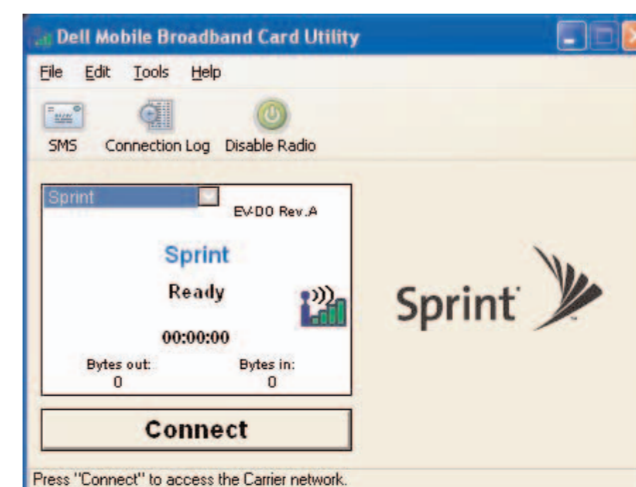 Dell Mobile Broadband Card Utility
File Edit Tools Help
SMS Connection Log Disable Radio
Sprint
EV-DO Rev.A
Sprint
Ready
00:00:00
Bytes out: Bytes in:
0 0
Sprint
Connect
Press "Connect" to access the Carrier network.